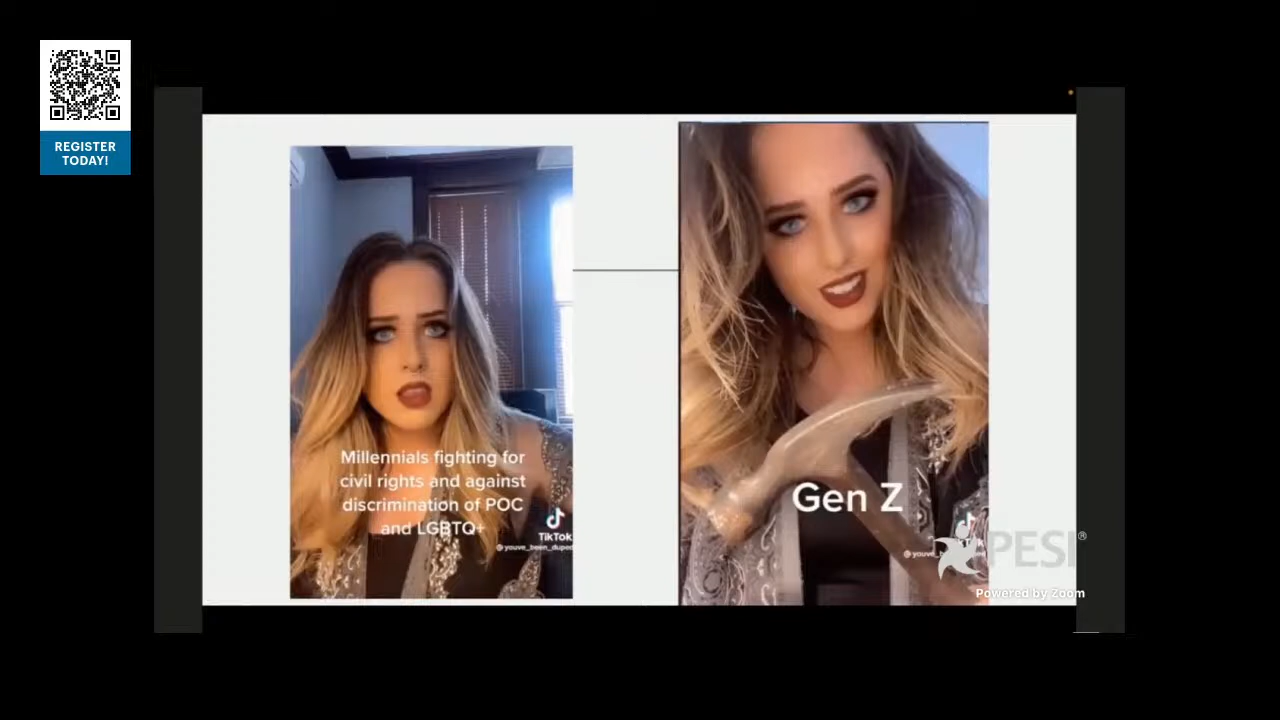 REGISTER
TODAY!
Millennials fighting for
civil rights and against
discrimination of POC
and LGBTQ+
TikTok
@youve_been_duped
Gen Z
PESI®
Powered by Zoom